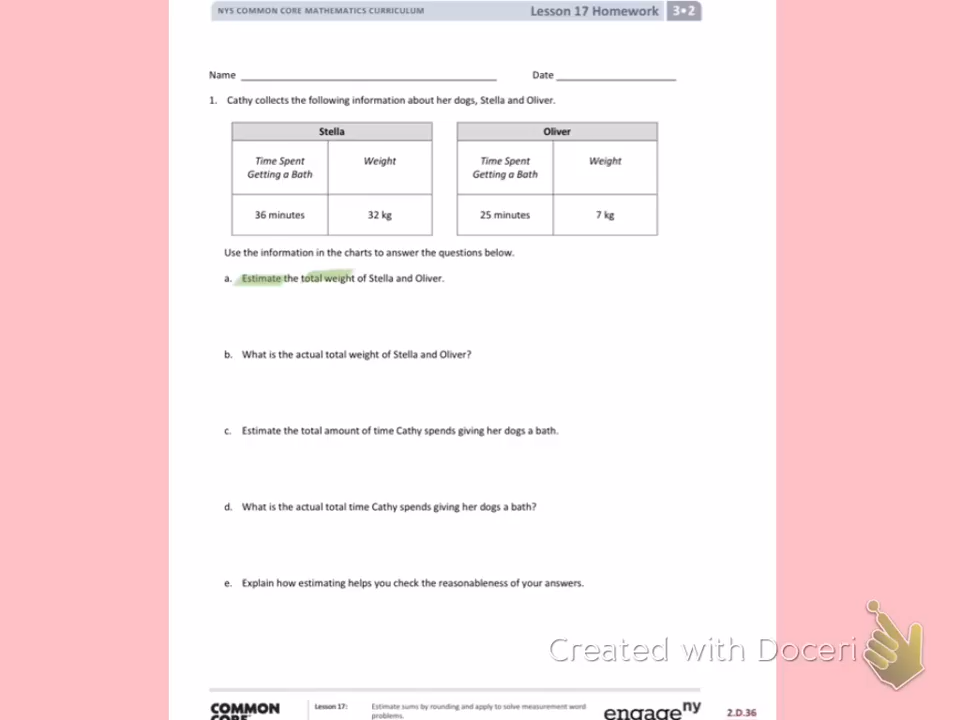 NYS COMMON CORE MATHEMATICS CURRICULUM Lesson 17 Homework 3•2
Name Date
1. Cathy collects the following information about her dogs, Stella and Oliver.
Stella
Time Spent
Getting a Bath
Weight
36 minutes 32 kg
Oliver
Time Spent
Getting a Bath
Weight
25 minutes 7 kg
Use the information in the charts to answer the questions below.
a. Estimate the total weight of Stella and Oliver.
b. What is the actual total weight of Stella and Oliver?
c. Estimate the total amount of time Cathy spends giving her dogs a bath.
d. What is the actual total time Cathy spends giving her dogs a bath?
e. Explain how estimating helps you check the reasonableness of your answers.
Created with Doceri
COMMON
CORE
Lesson 17:
Estimate sums by rounding and apply to solve measurement word
problems.
engage ny
2.D.36